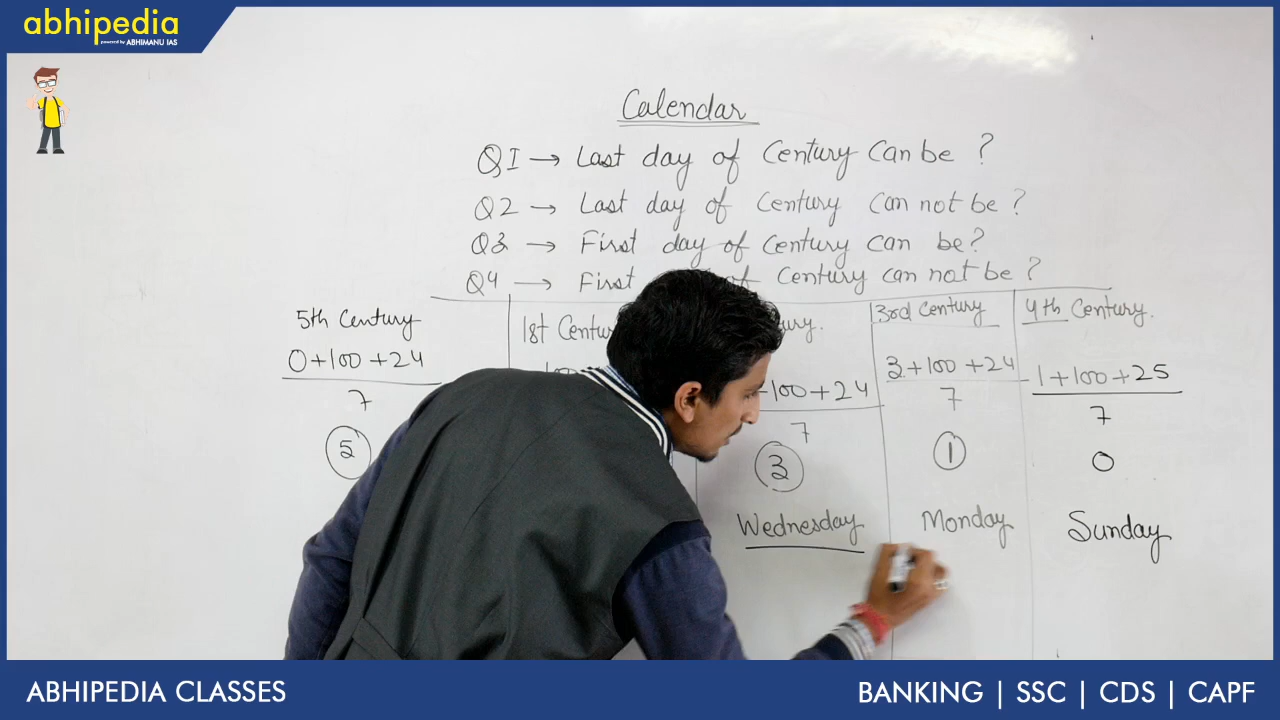 abhipedia
powered by ABHIMANU IAS
Calendar
Q1 → Last day of Century Can be ?
Q2 → Last day of Century Can not be ?
Q3 → First day of Century Can be?
Q4 → First of Century can not be ?
5th Century
0+100+24
7
5
1st Centu
100
ury.
100+24
7
3
Wednesday
3rd Century
3+100+24
7
1
Monday
4th Century.
1+100+25
7
0
Sunday
ABHIPEDIA CLASSES
BANKING | SSC | CDS | CAPF